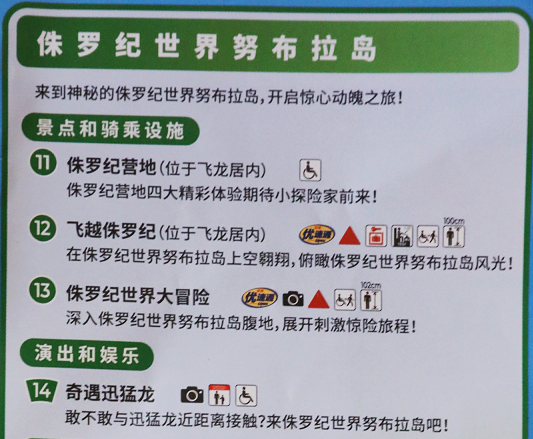 侏罗纪世界努布拉岛
来到神秘的侏罗纪世界努布拉岛,开启惊心动魄之旅!
景点和骑乘设施
11 侏罗纪营地(位于飞龙居内)
侏罗纪营地四大精彩体验期待小探险家前来!
12 飞越侏罗纪(位于飞龙居内) 优速通 100cm
在侏罗纪世界努布拉岛上空翱翔,俯瞰侏罗纪世界努布拉岛风光!
13 侏罗纪世界大冒险 优速通 102cm
深入侏罗纪世界努布拉岛腹地,展开刺激惊险旅程!
演出和娱乐
14 奇遇迅猛龙
敢不敢与迅猛龙近距离接触?来侏罗纪世界努布拉岛吧!